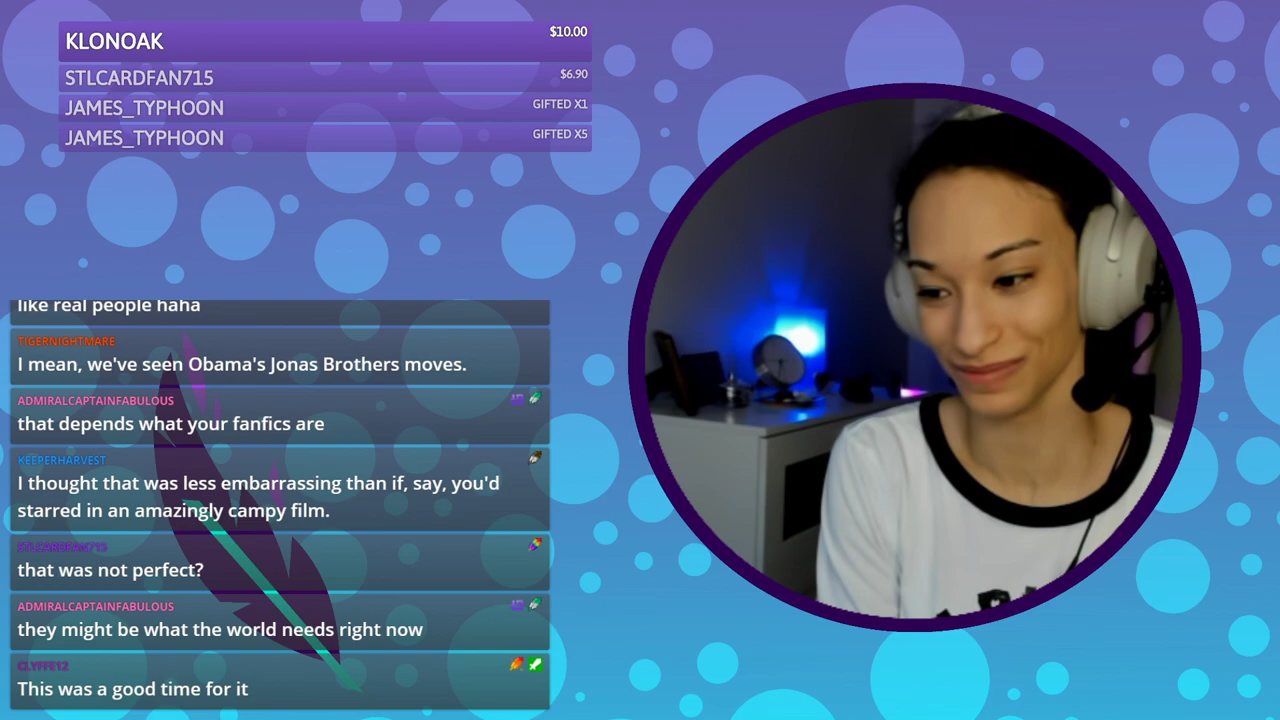 KLONOAK $10.00
STLCARDFAN715 $6.90
JAMES_TYPHOON GIFTED X1
JAMES_TYPHOON GIFTED X5
like real people haha
TIGERNIGHTMARE
I mean, we've seen Obama's Jonas Brothers moves.
ADMIRALCAPTAINFABULOUS
that depends what your fanfics are
KEEPERHARVEST
I thought that was less embarrassing than if, say, you'd
starred in an amazingly campy film.
STLCARDFAN715
that was not perfect?
ADMIRALCAPTAINFABULOUS
they might be what the world needs right now
CLYFFE12
This was a good time for it